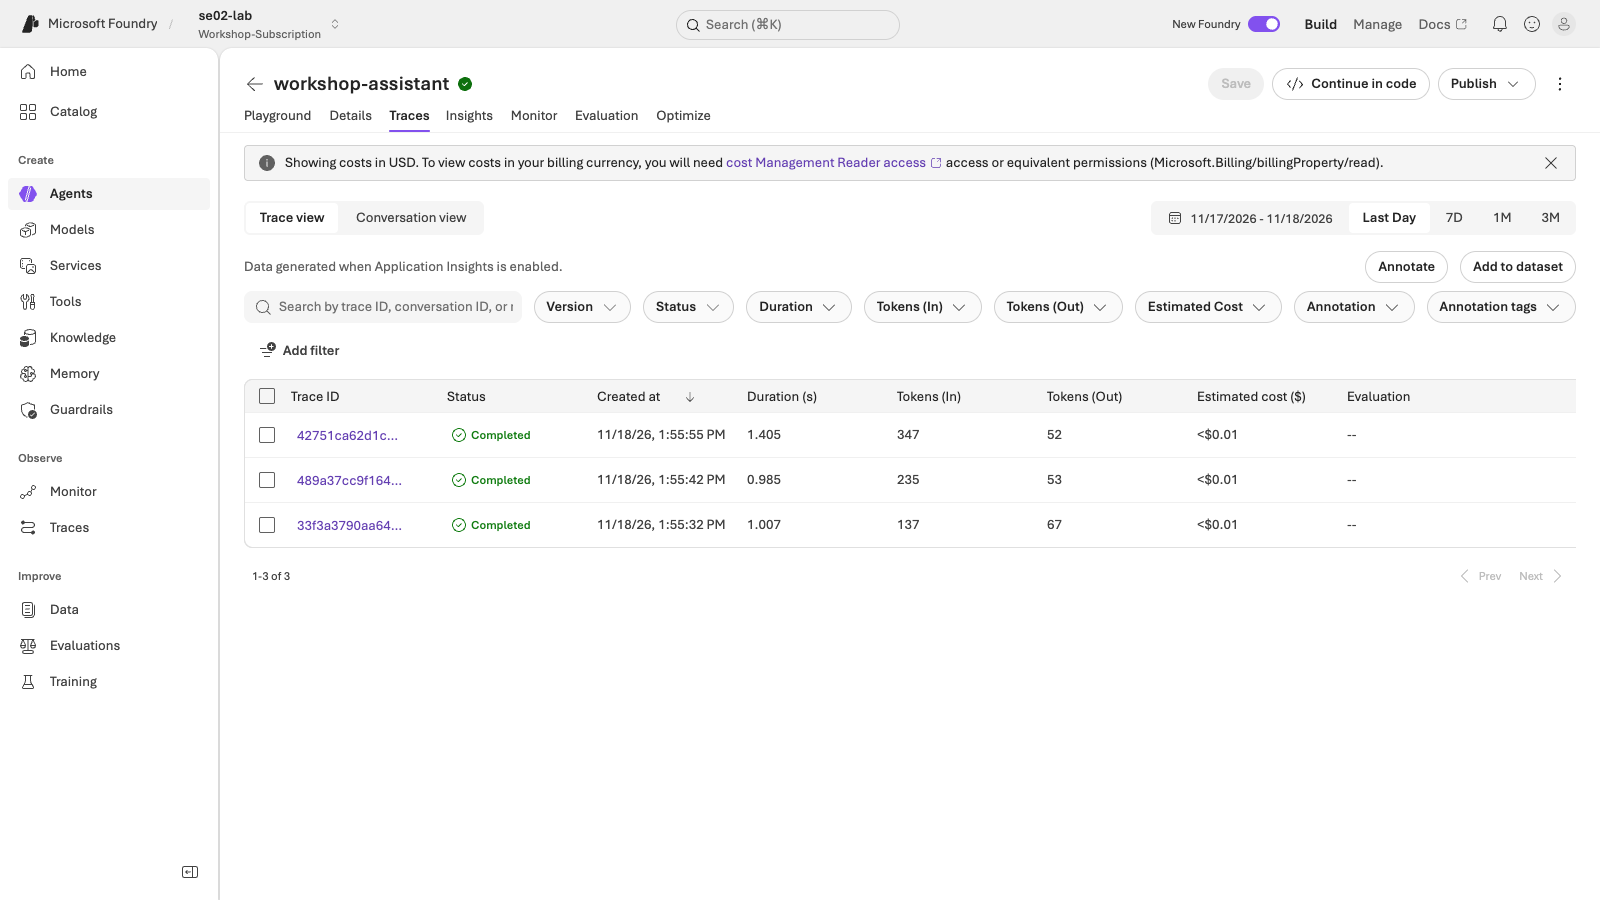 Microsoft Foundry / se02-lab
Workshop-Subscription
Search (⌘K)
New Foundry
Build
Manage
Docs
Home
Catalog
Create
Agents
Models
Services
Tools
Knowledge
Memory
Guardrails
Observe
Monitor
Traces
Improve
Data
Evaluations
Training
workshop-assistant
Save
Continue in code
Publish
Playground Details Traces Insights Monitor Evaluation Optimize
Showing costs in USD. To view costs in your billing currency, you will need cost Management Reader access access or equivalent permissions (Microsoft.Billing/billingProperty/read).
Trace view Conversation view
11/17/2026 - 11/18/2026 Last Day 7D 1M 3M
Data generated when Application Insights is enabled.
Annotate Add to dataset
Search by trace ID, conversation ID, or r
Version Status Duration Tokens (In) Tokens (Out) Estimated Cost Annotation Annotation tags
Add filter
Trace ID Status Created at Duration (s) Tokens (In) Tokens (Out) Estimated cost ($) Evaluation
42751ca62d1c... Completed 11/18/26, 1:55:55 PM 1.405 347 52 <$0.01 --
489a37cc9f164... Completed 11/18/26, 1:55:42 PM 0.985 235 53 <$0.01 --
33f3a3790aa64... Completed 11/18/26, 1:55:32 PM 1.007 137 67 <$0.01 --
1-3 of 3
Prev Next